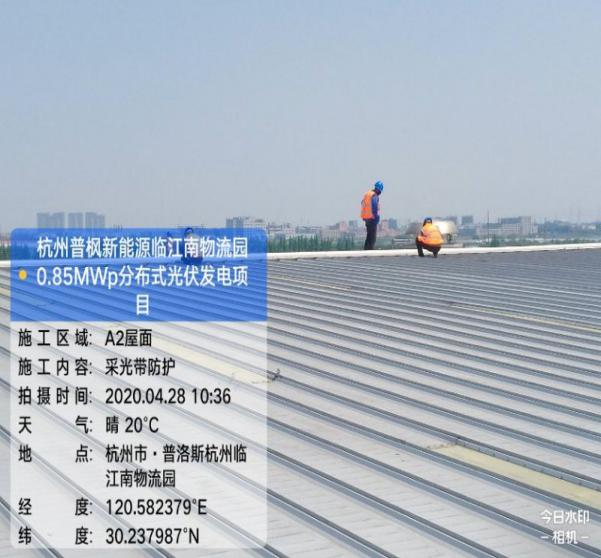 杭州普枫新能源临江南物流园
0.85MWp分布式光伏发电项
目
施工区域: A2屋面
施工内容: 采光带防护
拍摄时间: 2020.04.28 10:36
天 气: 晴 20°C
地 点: 杭州市·普洛斯杭州临
江南物流园
经 度: 120.582379°E
纬 度: 30.237987°N
今日水印
- 相机 -